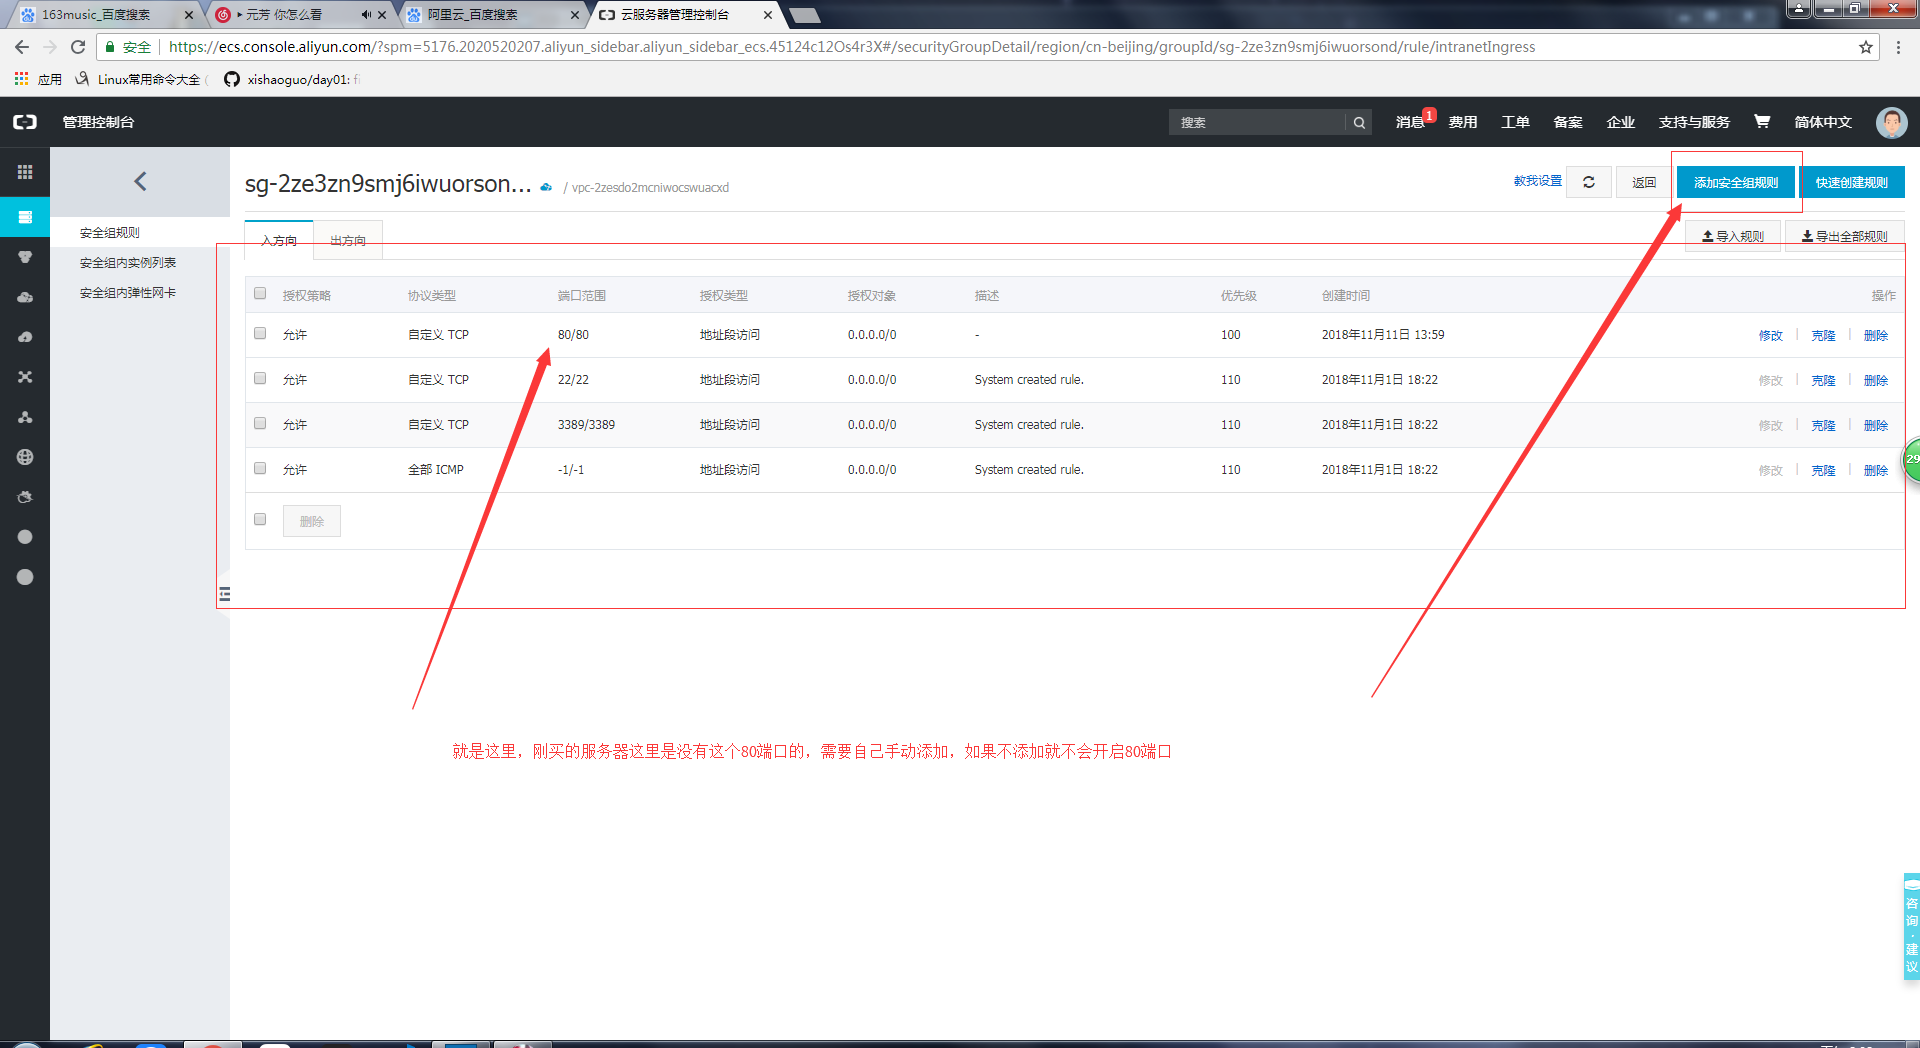 163music_百度搜索
元芳 你怎么看
阿里云_百度搜索
云服务器管理控制台
安全
https://ecs.console.aliyun.com/?spm=5176.2020520207.aliyun_sidebar.aliyun_sidebar_ecs.45124c12Os4r3X#/securityGroupDetail/region/cn-beijing/groupId/sg-2ze3zn9smj6iwuorsond/rule/intranetIngress
应用
Linux常用命令大全
xishaoguo/day01:
管理控制台
搜索
消息
1
费用
工单
备案
企业
支持与服务
简体中文
sg-2ze3zn9smj6iwuorson...
/ vpc-2zesdo2mcniwocswuacxd
教我设置
返回
添加安全组规则
快速创建规则
安全组规则
安全组内实例列表
安全组内弹性网卡
入方向
出方向
导入规则
导出全部规则
授权策略 协议类型 端口范围 授权类型 授权对象 描述 优先级 创建时间 操作
允许 自定义 TCP 80/80 地址段访问 0.0.0.0/0 - 100 2018年11月11日 13:59 修改 克隆 删除
允许 自定义 TCP 22/22 地址段访问 0.0.0.0/0 System created rule. 110 2018年11月1日 18:22 修改 克隆 删除
允许 自定义 TCP 3389/3389 地址段访问 0.0.0.0/0 System created rule. 110 2018年11月1日 18:22 修改 克隆 删除
允许 全部 ICMP -1/-1 地址段访问 0.0.0.0/0 System created rule. 110 2018年11月1日 18:22 修改 克隆 删除
删除
29
就是这里，刚买的服务器这里是没有这个80端口的，需要自己手动添加，如果不添加就不会开启80端口
咨询·建议